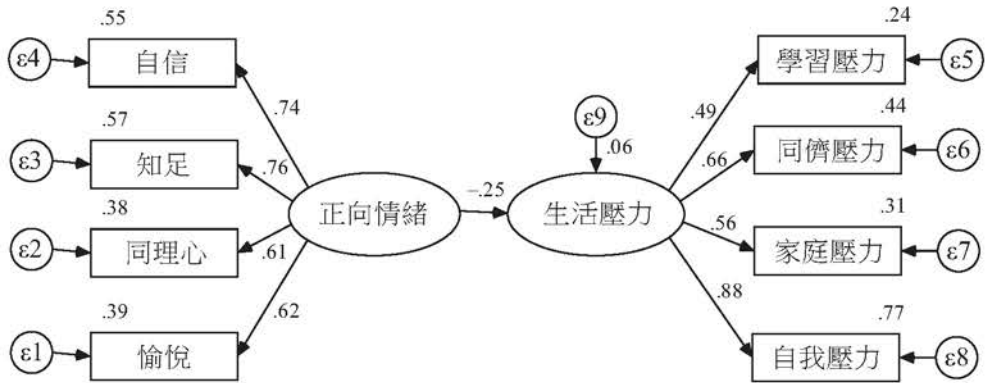 .55
ε4
自信
.74
.57
ε3
知足
.76
.38
ε2
同理心
.61
.39
ε1
愉悅
.62
正向情緒
–.25
ε9
.06
生活壓力
.24
.49
學習壓力
ε5
.44
.66
同儕壓力
ε6
.31
.56
家庭壓力
ε7
.77
.88
自我壓力
ε8